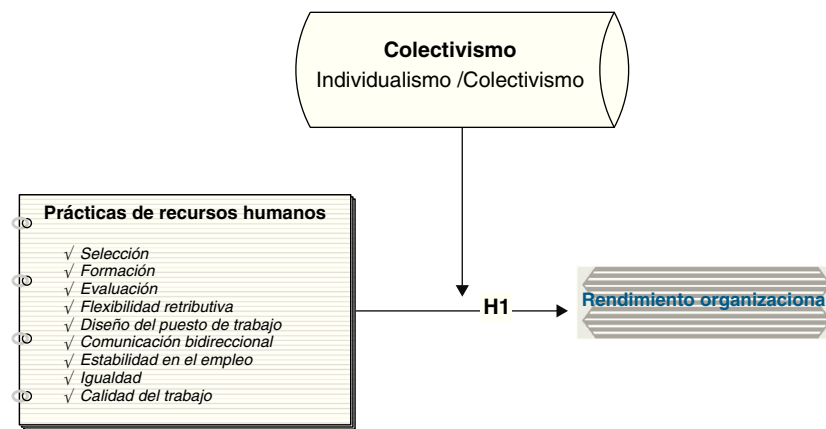 Colectivismo
Individualismo /Colectivismo
Prácticas de recursos humanos
√ Selección
√ Formación
√ Evaluación
√ Flexibilidad retributiva
√ Diseño del puesto de trabajo
√ Comunicación bidireccional
√ Estabilidad en el empleo
√ Igualdad
√ Calidad del trabajo
H1
Rendimiento organizaciona